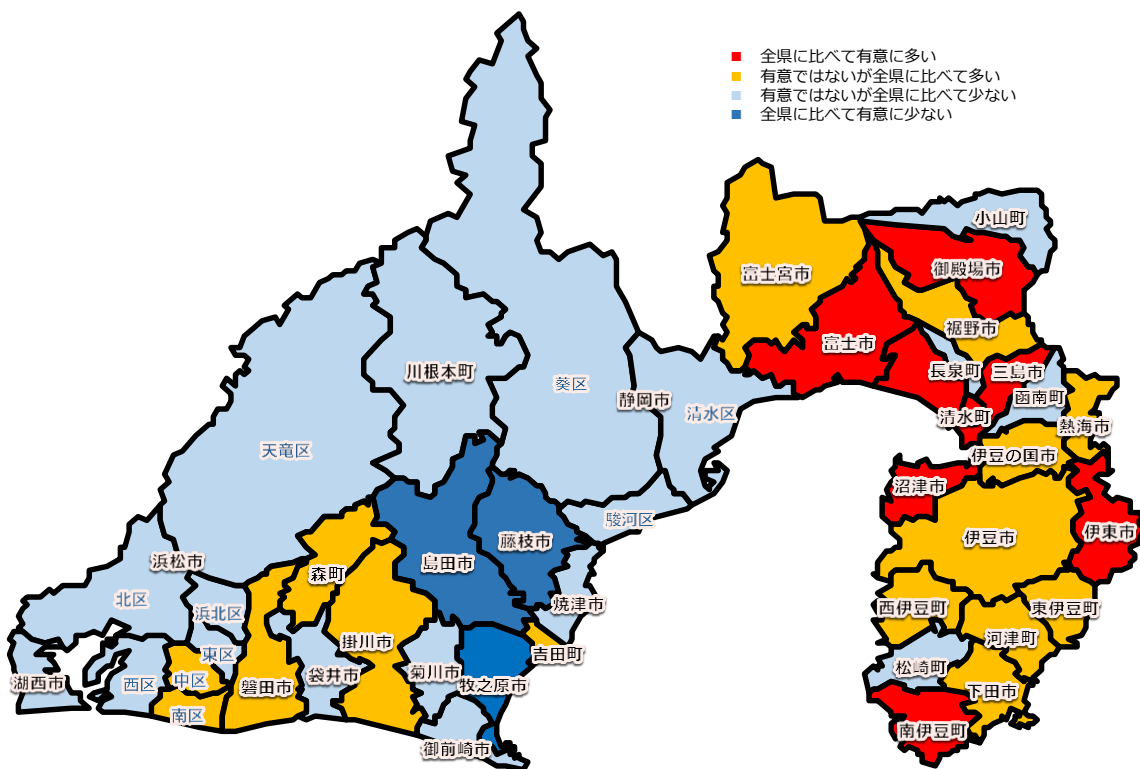 全県に比べて有意に多い
有意ではないが全県に比べて多い
有意ではないが全県に比べて少ない
全県に比べて有意に少ない
小山町
御殿場市
富士宮市
裾野市
富士市
長泉町
三島市
函南町
清水町
熱海市
川根本町
葵区
静岡市
清水区
天竜区
伊豆の国市
沼津市
駿河区
伊東市
伊豆市
藤枝市
島田市
浜松市
森町
北区
浜北区
焼津市
西伊豆町
東伊豆町
河津町
掛川市
東区
吉田町
松崎町
湖西市
西区
中区
磐田市
袋井市
菊川市
牧之原市
下田市
南区
御前崎市
南伊豆町